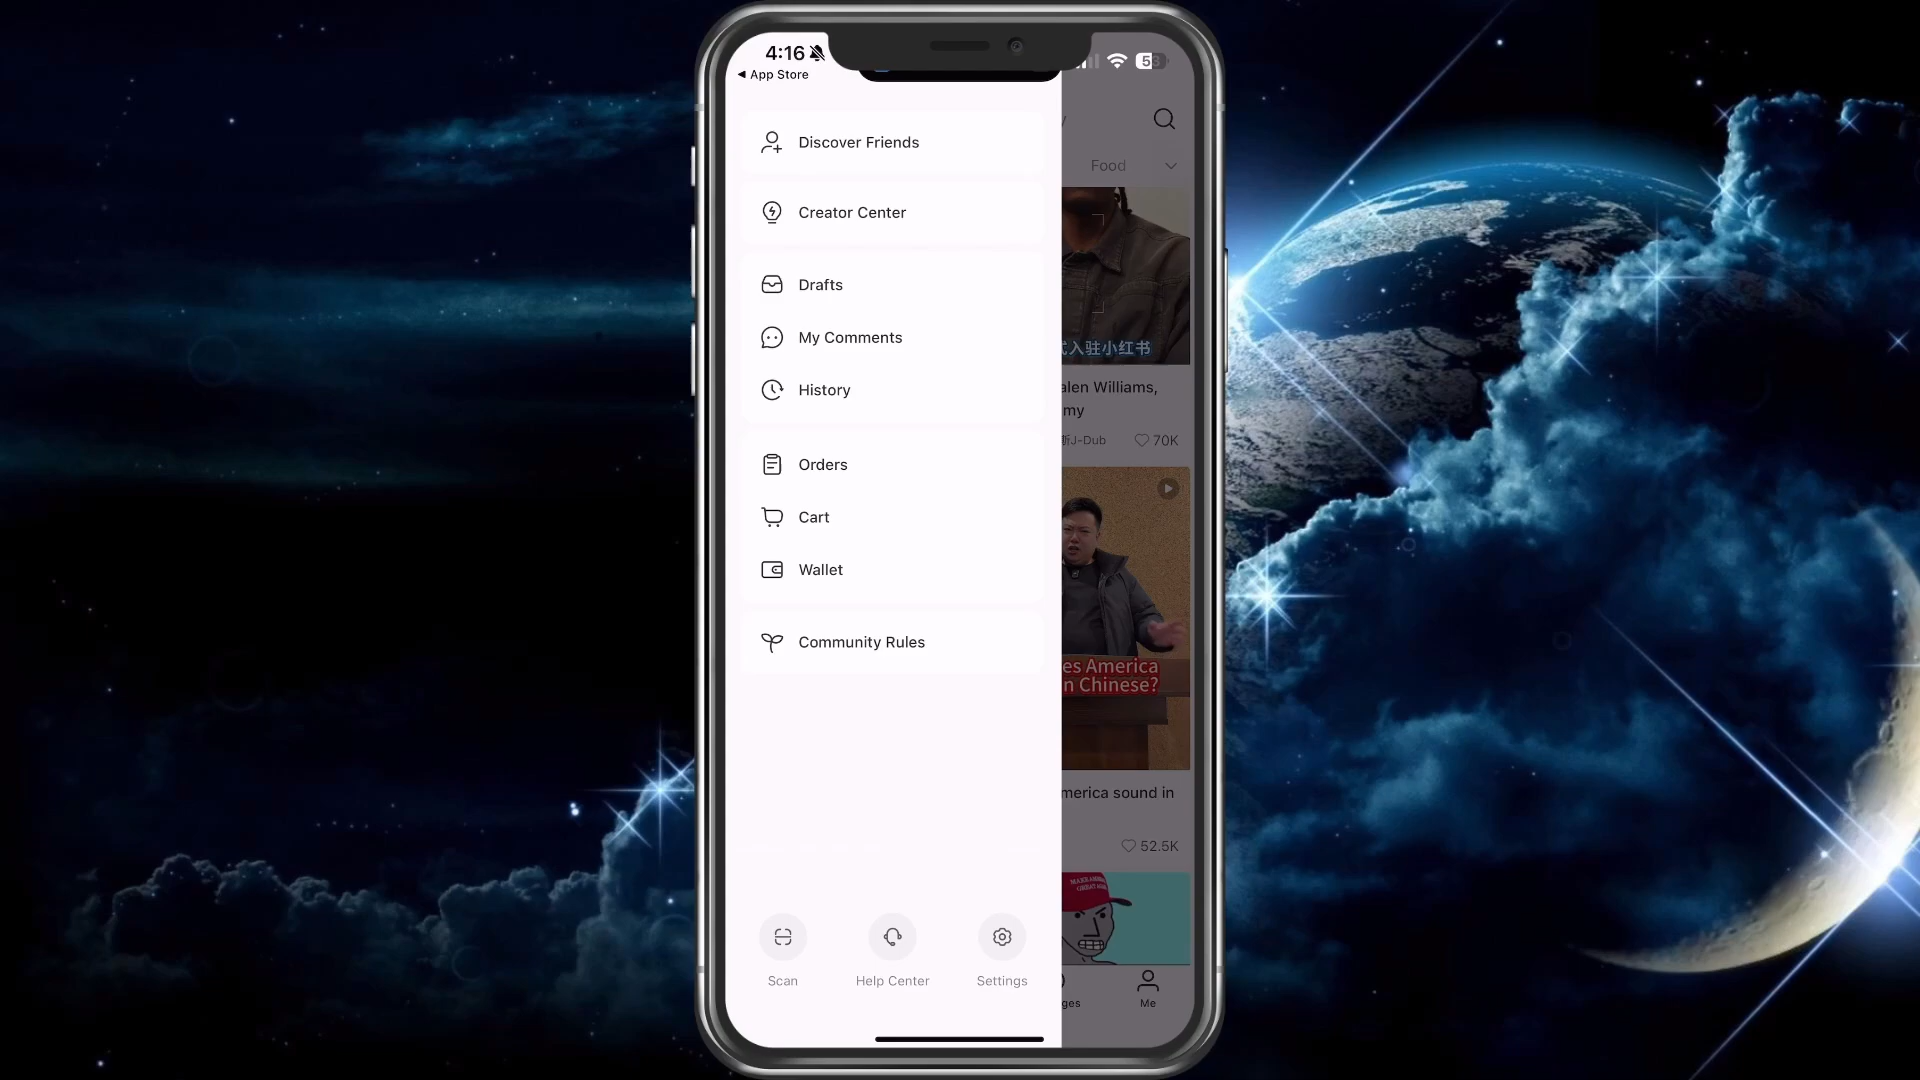 4:16
53
App Store
Discover Friends
Food
Creator Center
Drafts
入驻小红书
My Comments
alen Williams,
History
my
J-Dub
70K
Orders
Cart
Wallet
Community Rules
es America
n Chinese?
merica sound in
52.5K
Scan
Help Center
Settings
ges
Me